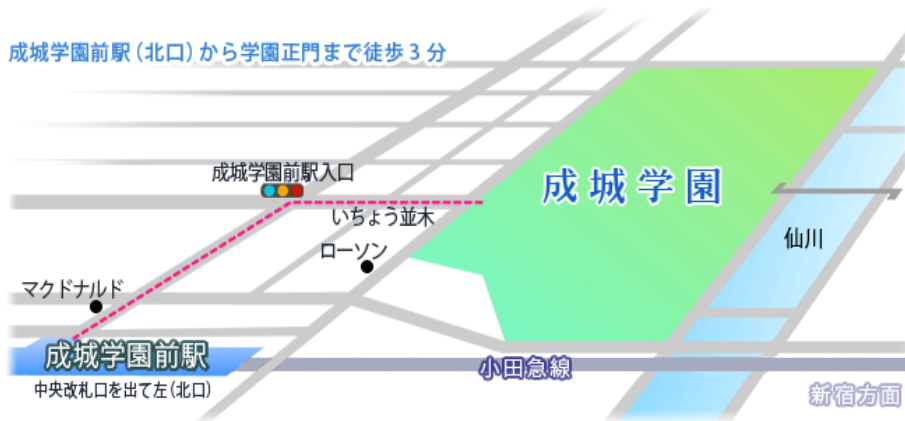 成城学園前駅（北口）から学園正門まで徒歩３分
成城学園前駅入口
成城学園
いちょう並木
仙川
ローソン
マクドナルド
成城学園前駅
小田急線
中央改札口を出て左（北口）
新宿方面